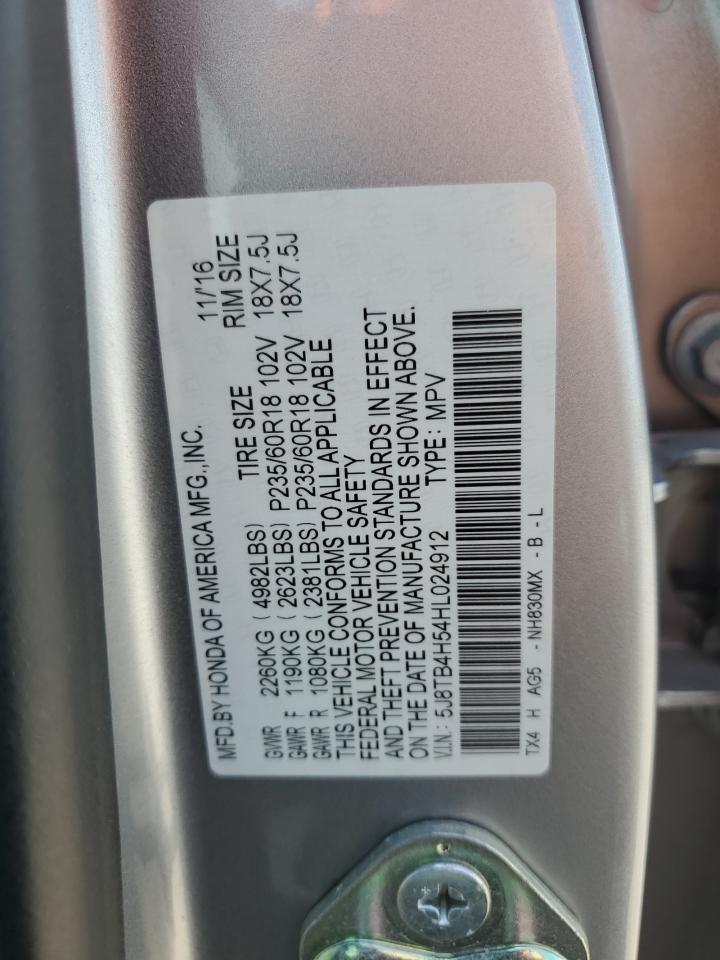 MFD.BY HONDA OF AMERICA MFG.,INC. 11/'16
GVWR 2260KG (4982LBS) TIRE SIZE RIM SIZE
GAWR F 1190KG (2623LBS) P235/60R18 102V 18X7.5J
GAWR R 1080KG (2381LBS) P235/60R18 102V 18X7.5J
THIS VEHICLE CONFORMS TO ALL APPLICABLE
FEDERAL MOTOR VEHICLE SAFETY
AND THEFT PREVENTION STANDARDS IN EFFECT
ON THE DATE OF MANUFACTURE SHOWN ABOVE.
V.I.N.: 5J8TB4H54HL024912 TYPE: MPV
TX4 H AG5 - NH830MX - B - L